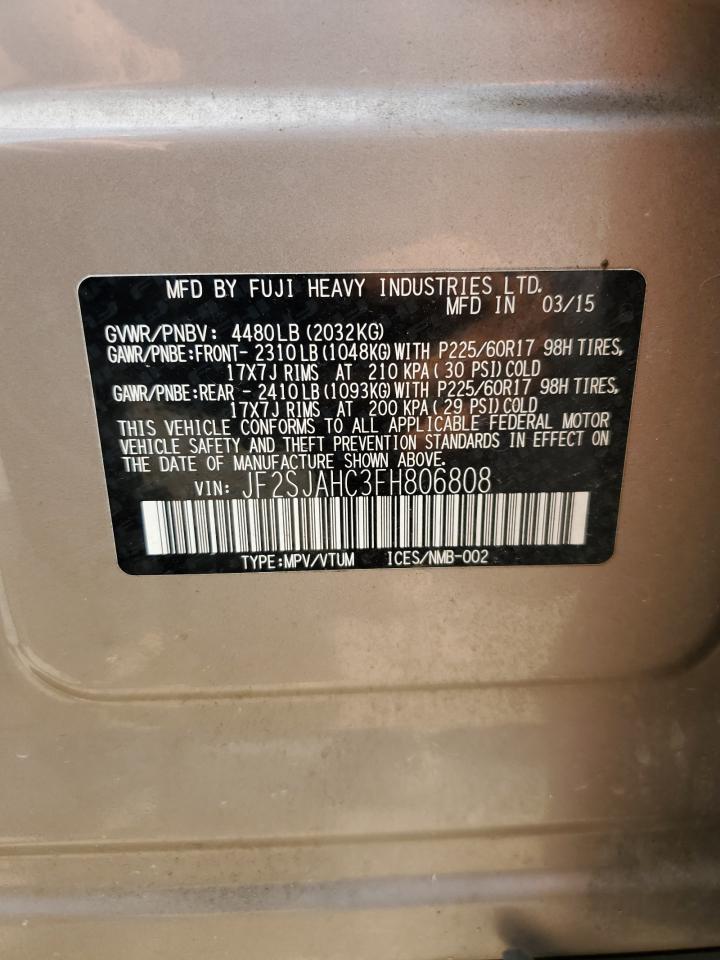 MFD BY FUJI HEAVY INDUSTRIES LTD.
MFD IN 03/15
GVWR/PNBV: 4480LB(2032KG)
GAWR/PNBE:FRONT- 2310LB(1048KG)WITH P225/60R17 98H TIRES,
17X7J RIMS AT 210 KPA( 30 PSI)COLD
GAWR/PNBE:REAR - 2410LB(1093KG)WITH P225/60R17 98H TIRES,
17X7J RIMS AT 200 KPA( 29 PSI)COLD
THIS VEHICLE CONFORMS TO ALL APPLICABLE FEDERAL MOTOR
VEHICLE SAFETY AND THEFT PREVENTION STANDARDS IN EFFECT ON
THE DATE OF MANUFACTURE SHOWN ABOVE.
VIN: JF2SJAHC3FH806808
TYPE:MPV/VTUM ICES/NMB-002